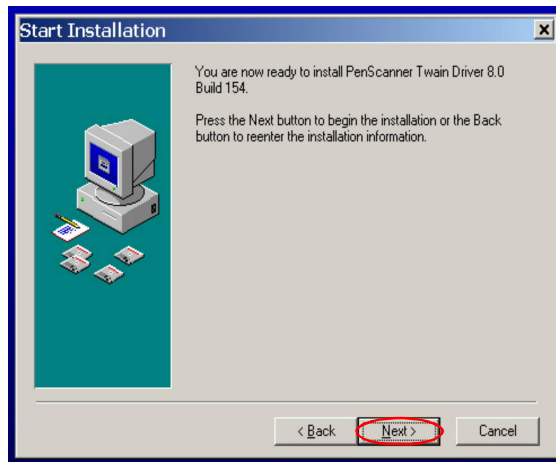 Start Installation
You are now ready to install PenScanner Twain Driver 8.0
Build 154.
Press the Next button to begin the installation or the Back
button to reenter the installation information.
< Back
Next >
Cancel